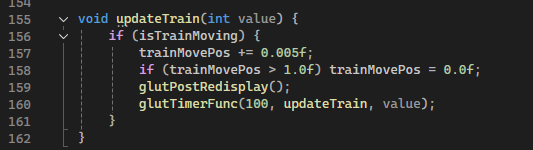 154
155 void updateTrain(int value) {
156 if (isTrainMoving) {
157 trainMovePos += 0.005f;
158 if (trainMovePos > 1.0f) trainMovePos = 0.0f;
159 glutPostRedisplay();
160 glutTimerFunc(100, updateTrain, value);
161 }
162 }